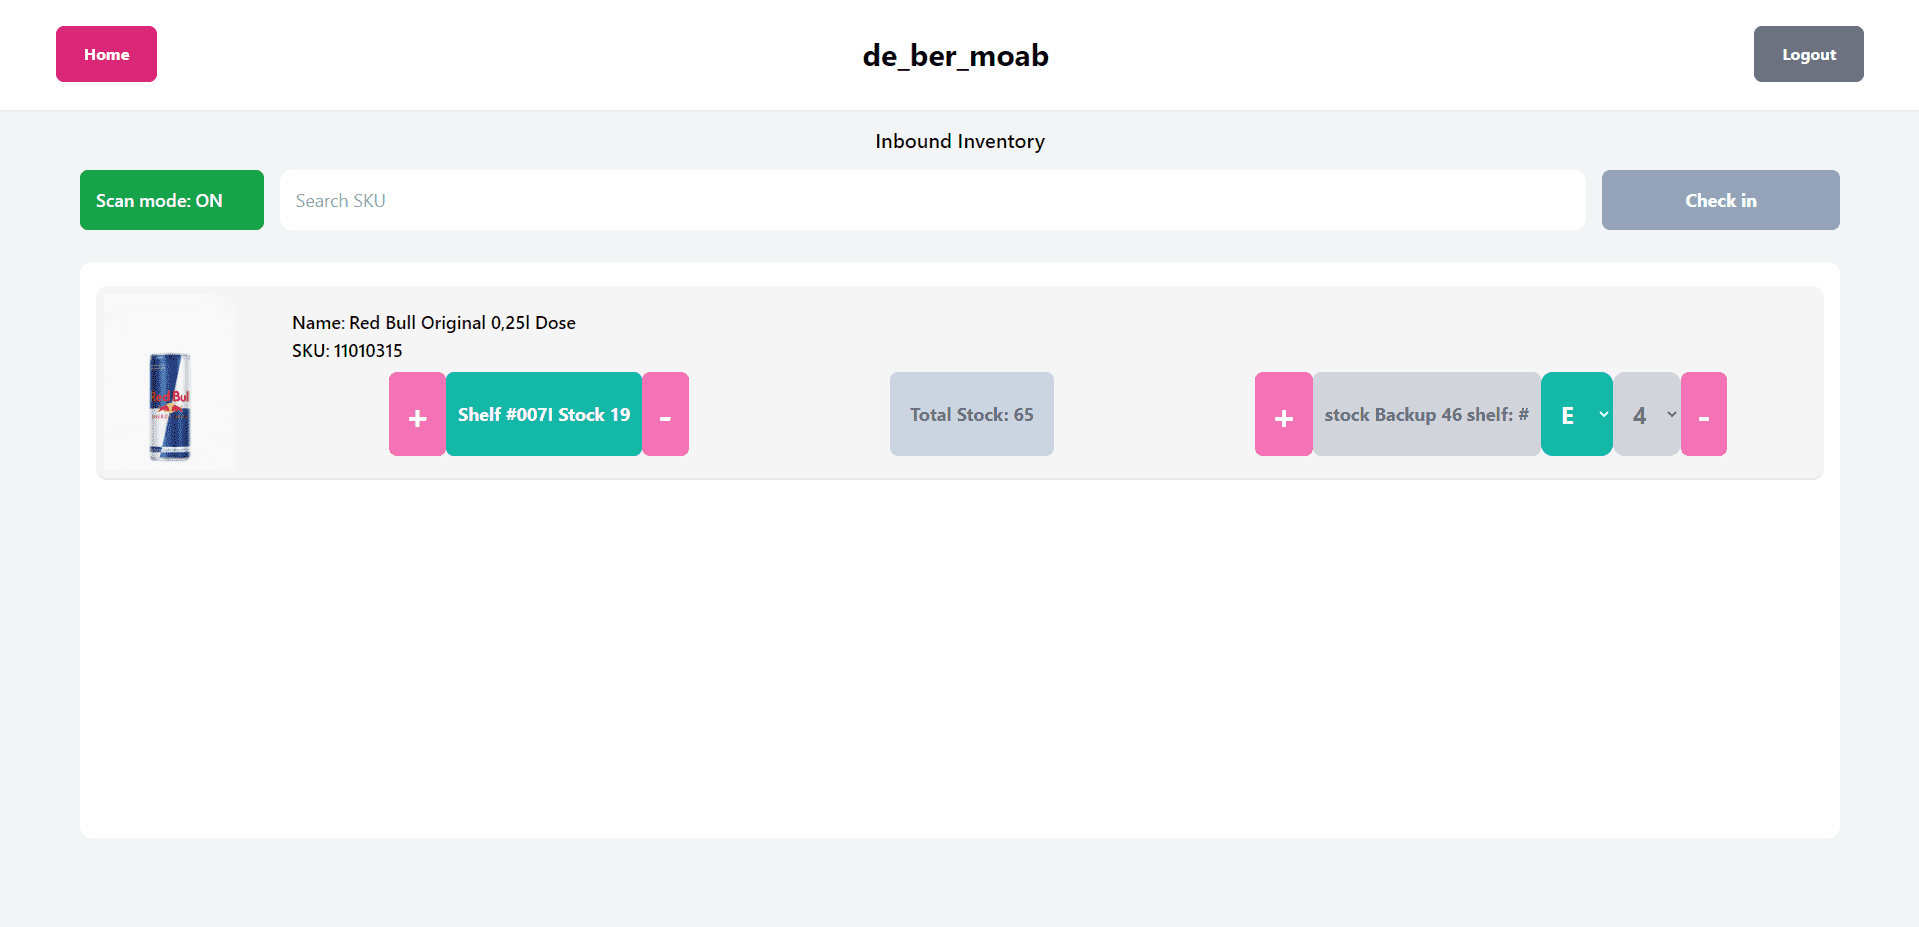 Home
de_ber_moab
Logout
Inbound Inventory
Scan mode: ON
Search SKU
Check in
Name: Red Bull Original 0,25l Dose
SKU: 11010315
+
Shelf #007I Stock 19
-
Total Stock: 65
+
stock Backup 46 shelf: #
E
4
-
Red Bull